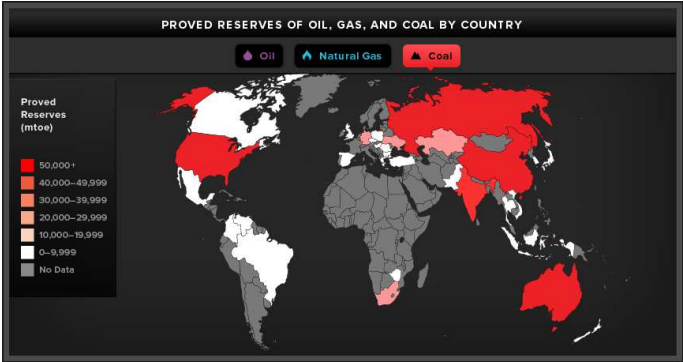 PROVED RESERVES OF OIL, GAS, AND COAL BY COUNTRY
Oil
Natural Gas
Coal
Proved
Reserves
(mtoe)
50,000+
40,000–49,999
30,000–39,999
20,000–29,999
10,000–19,999
0–9,999
No Data